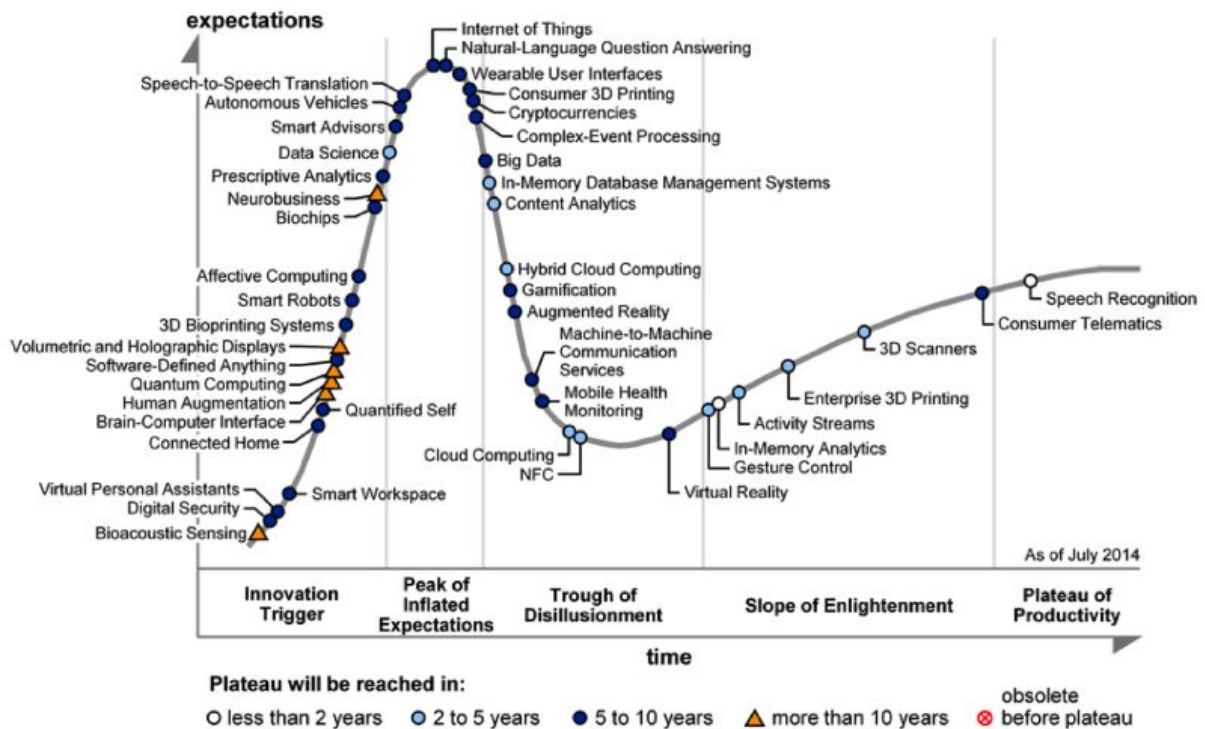 expectations
Internet of Things
Natural-Language Question Answering
Wearable User Interfaces
Speech-to-Speech Translation
Consumer 3D Printing
Autonomous Vehicles
Cryptocurrencies
Smart Advisors
Complex-Event Processing
Data Science
Big Data
Prescriptive Analytics
In-Memory Database Management Systems
Neurobusiness
Content Analytics
Biochips
Hybrid Cloud Computing
Affective Computing
Gamification
Smart Robots
Augmented Reality
3D Bioprinting Systems
Machine-to-Machine
Communication
Services
Volumetric and Holographic Displays
Software-Defined Anything
Quantum Computing
Human Augmentation
Brain-Computer Interface
Connected Home
Quantified Self
Mobile Health
Monitoring
Speech Recognition
Consumer Telematics
3D Scanners
Enterprise 3D Printing
Activity Streams
In-Memory Analytics
Gesture Control
Cloud Computing
NFC
Virtual Reality
Virtual Personal Assistants
Smart Workspace
Digital Security
Bioacoustic Sensing
As of July 2014
Innovation
Trigger
Peak of
Inflated
Expectations
Trough of
Disillusionment
Slope of Enlightenment
Plateau of
Productivity
time
Plateau will be reached in:
less than 2 years
2 to 5 years
5 to 10 years
more than 10 years
obsolete
before plateau